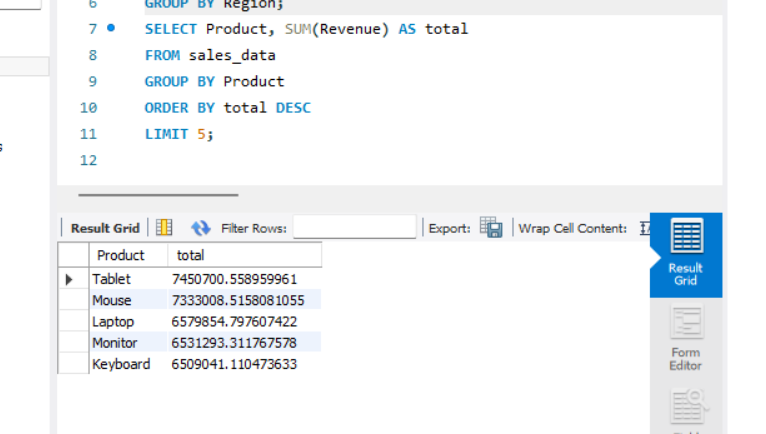 6 GROUP BY Region;
7 SELECT Product, SUM(Revenue) AS total
8 FROM sales_data
9 GROUP BY Product
10 ORDER BY total DESC
11 LIMIT 5;
12
s
Result Grid Filter Rows: Export: Wrap Cell Content:
Product total
Tablet 7450700.558959961
Mouse 7333008.5158081055
Laptop 6579854.797607422
Monitor 6531293.311767578
Keyboard 6509041.110473633
Result
Grid
Form
Editor